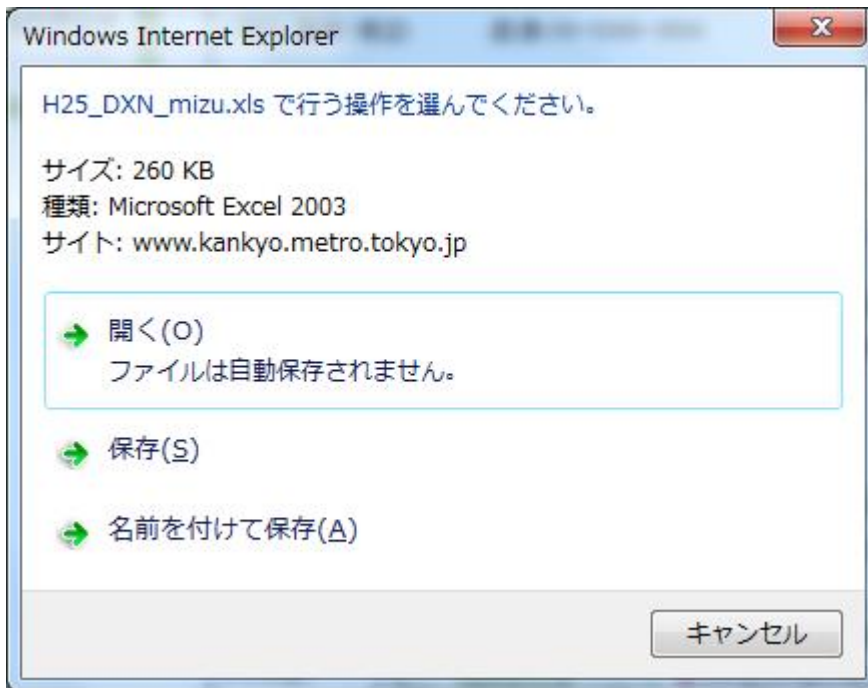 Windows Internet Explorer
H25_DXN_mizu.xls で行う操作を選んでください。
サイズ: 260 KB
種類: Microsoft Excel 2003
サイト: www.kankyo.metro.tokyo.jp
開く(O)
ファイルは自動保存されません。
保存(S)
名前を付けて保存(A)
キャンセル